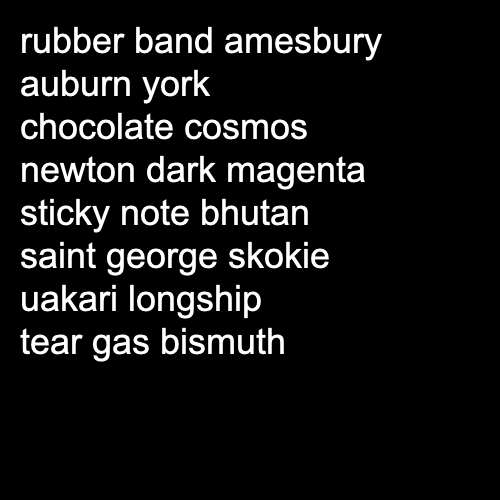 rubber band amesbury
auburn york
chocolate cosmos
newton dark magenta
sticky note bhutan
saint george skokie
uakari longship
tear gas bismuth